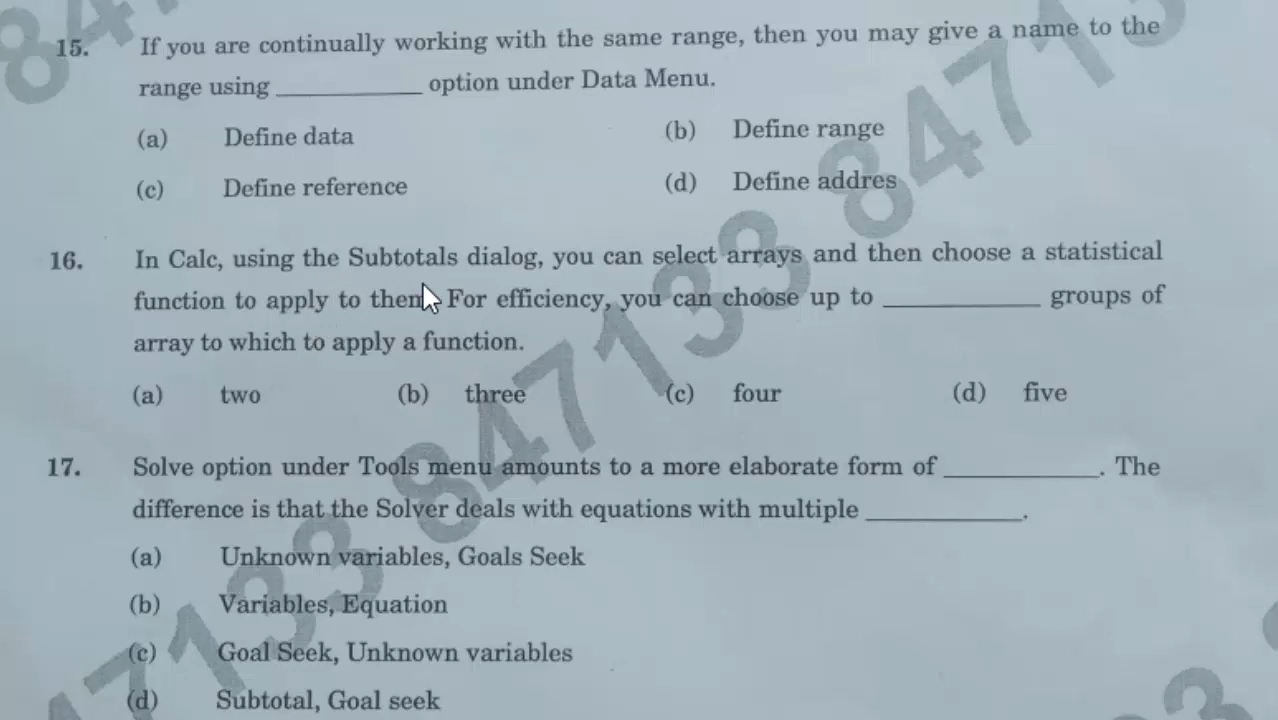 15. If you are continually working with the same range, then you may give a name to the
range using ____________ option under Data Menu.
(a) Define data (b) Define range
(c) Define reference (d) Define addres
16. In Calc, using the Subtotals dialog, you can select arrays and then choose a statistical
function to apply to them. For efficiency, you can choose up to ____________ groups of
array to which to apply a function.
(a) two (b) three (c) four (d) five
17. Solve option under Tools menu amounts to a more elaborate form of ____________. The
difference is that the Solver deals with equations with multiple ____________.
(a) Unknown variables, Goals Seek
(b) Variables, Equation
(c) Goal Seek, Unknown variables
(d) Subtotal, Goal seek